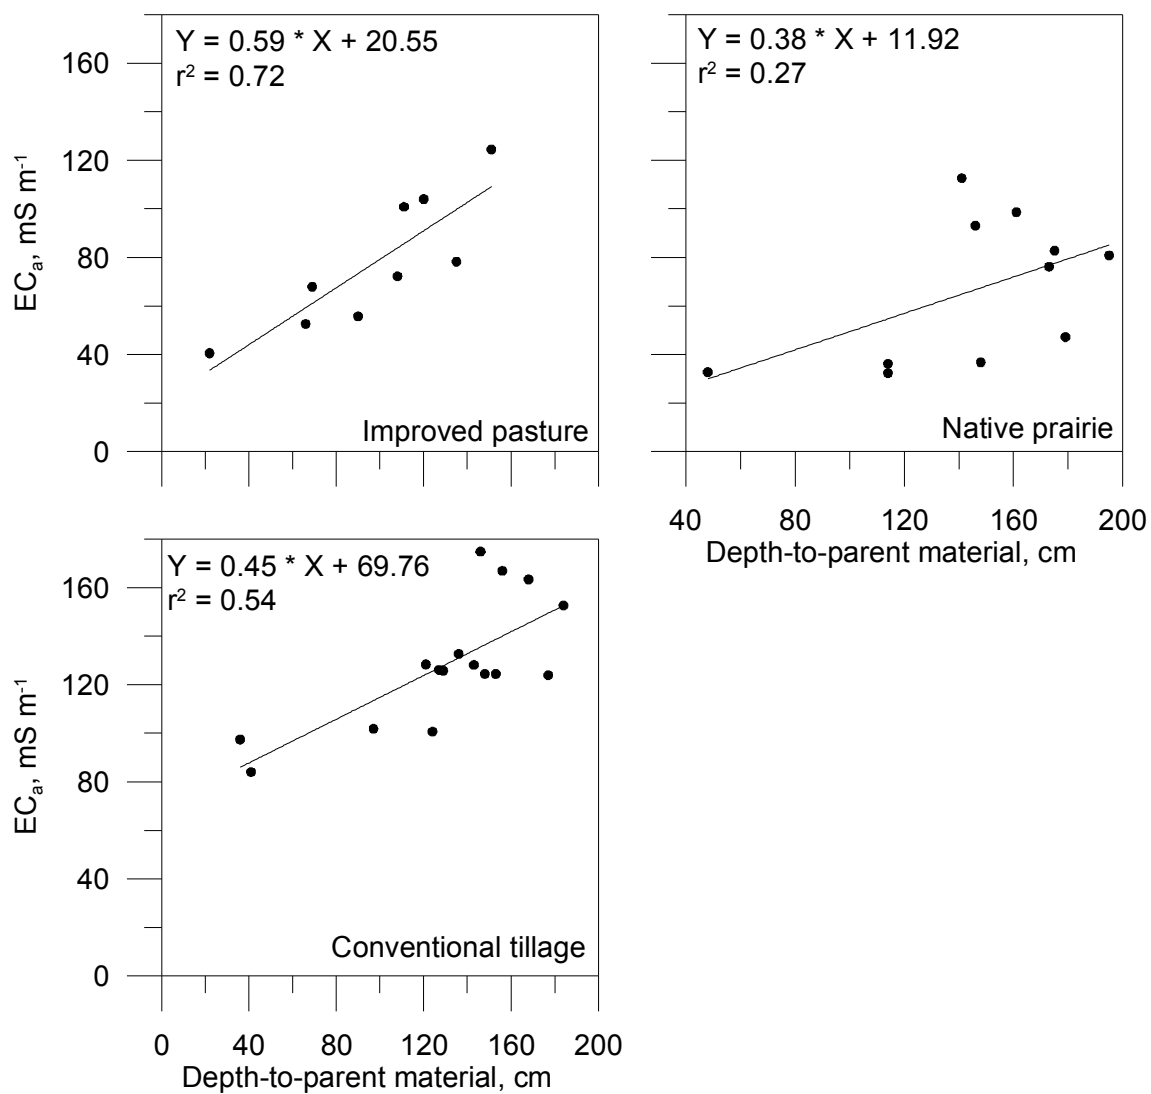 Y = 0.59 * X + 20.55
r² = 0.72
160
120
80
40
0
ECa, mS m⁻¹
Improved pasture
Y = 0.38 * X + 11.92
r² = 0.27
Native prairie
40 80 120 160 200
Depth-to-parent material, cm
Y = 0.45 * X + 69.76
r² = 0.54
160
120
80
40
0
ECa, mS m⁻¹
Conventional tillage
0 40 80 120 160 200
Depth-to-parent material, cm